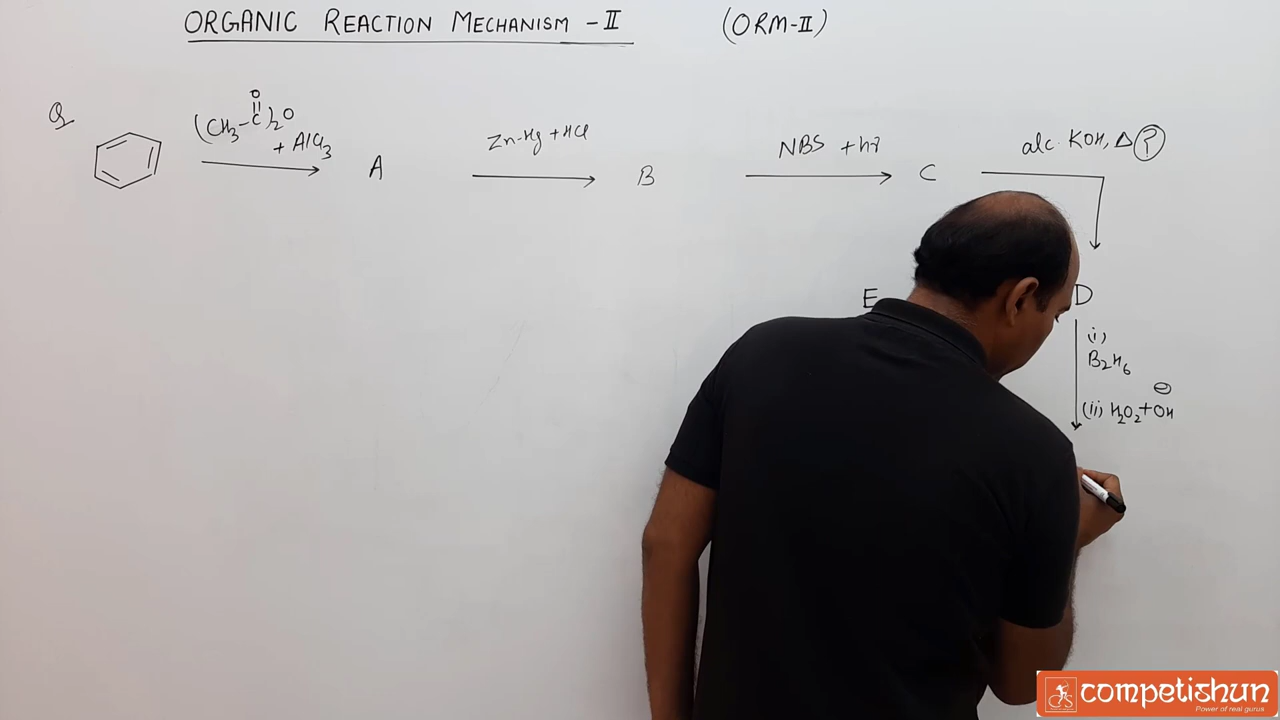 ORGANIC REACTION MECHANISM - II (ORM-II)
Q
(CH3-C(=O))2O
+ AlCl3
A
Zn-Hg + HCl
B
NBS + hν
C
alc. KOH, Δ (?)
E
D
(i)
B2H6
(ii) H2O2 + OH⊖
competishun
Power of real gurus